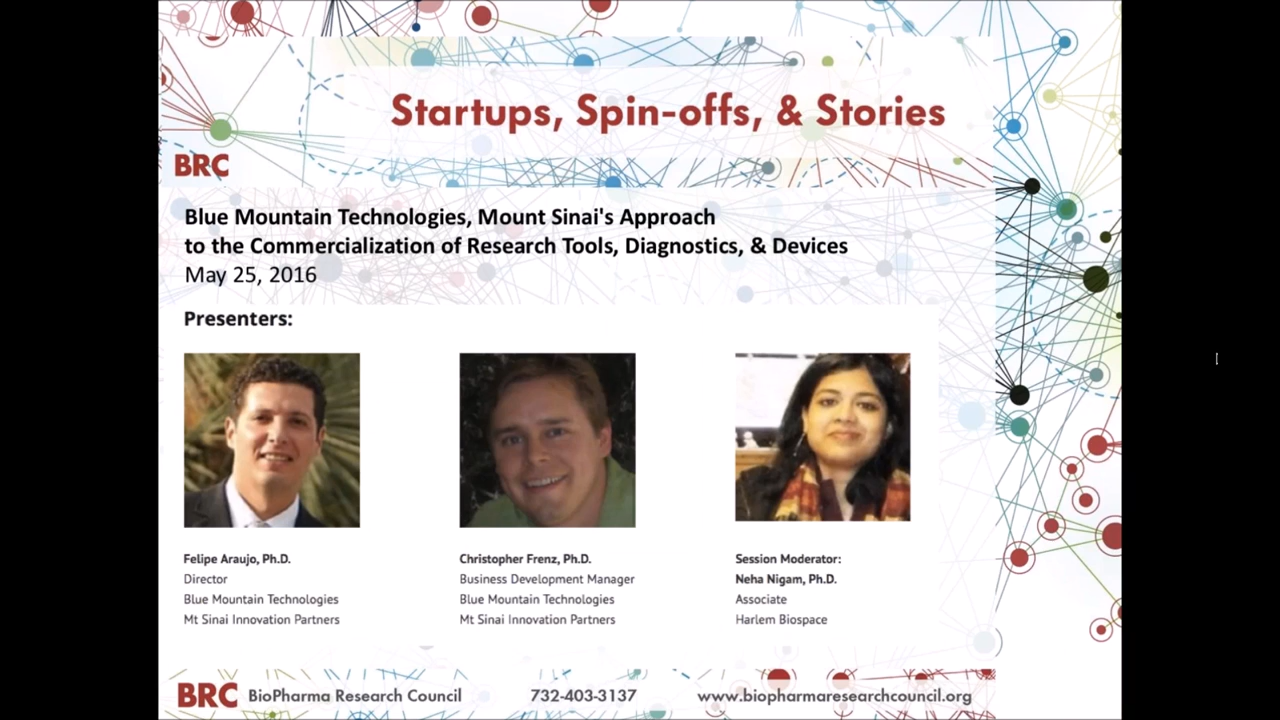 Startups, Spin-offs, & Stories
BRC
Blue Mountain Technologies, Mount Sinai's Approach
to the Commercialization of Research Tools, Diagnostics, & Devices
May 25, 2016
Presenters:
Felipe Araujo, Ph.D.
Director
Blue Mountain Technologies
Mt Sinai Innovation Partners
Christopher Frenz, Ph.D.
Business Development Manager
Blue Mountain Technologies
Mt Sinai Innovation Partners
Session Moderator:
Neha Nigam, Ph.D.
Associate
Harlem Biospace
BRC BioPharma Research Council 732-403-3137 www.biopharmaresearchcouncil.org